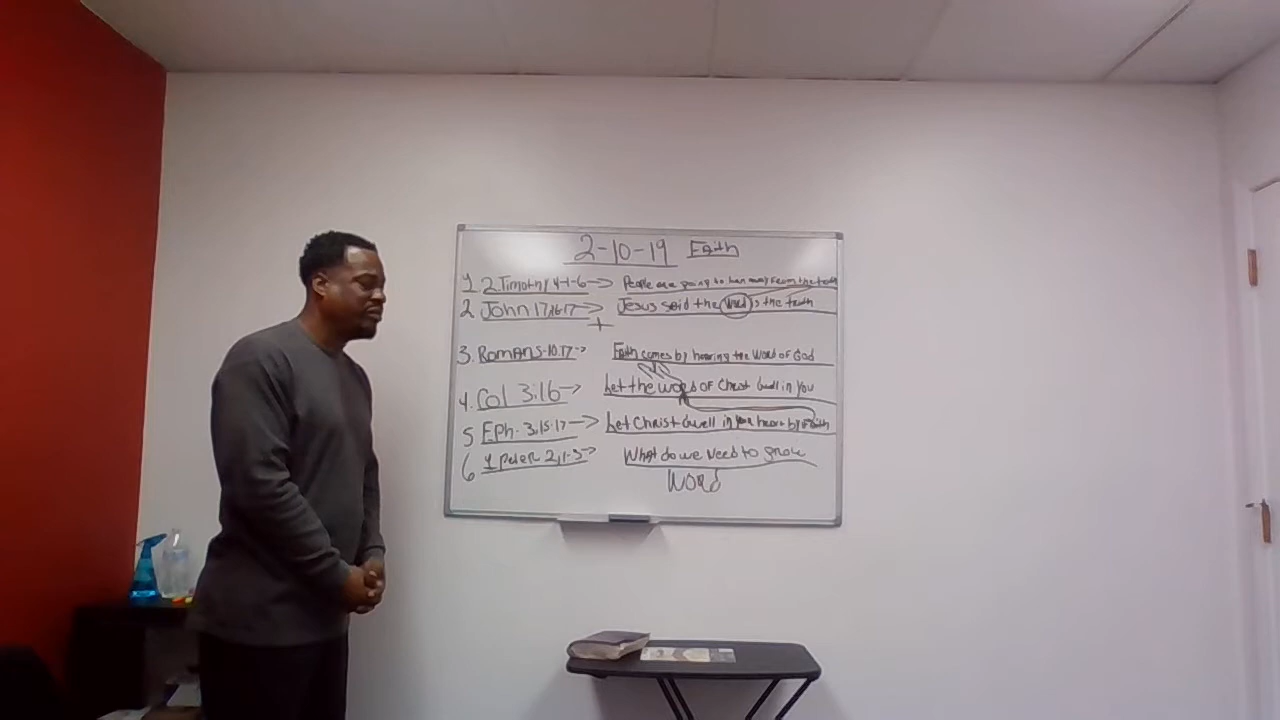 2-10-19 Faith
1 2 Timothy 4-1-6 → People are going to turn away from the truth
2 John 17,16-17 → Jesus said the Word is the truth
+
3. Romans-10.17 → Faith comes by hearing the Word of God
4. Col 3:16 → Let the word of Christ dwell in you
5 Eph. 3,15-17 → Let Christ dwell in your heart by Faith
6 1 Peter 2,1-3 → What do we Need to grow
Word